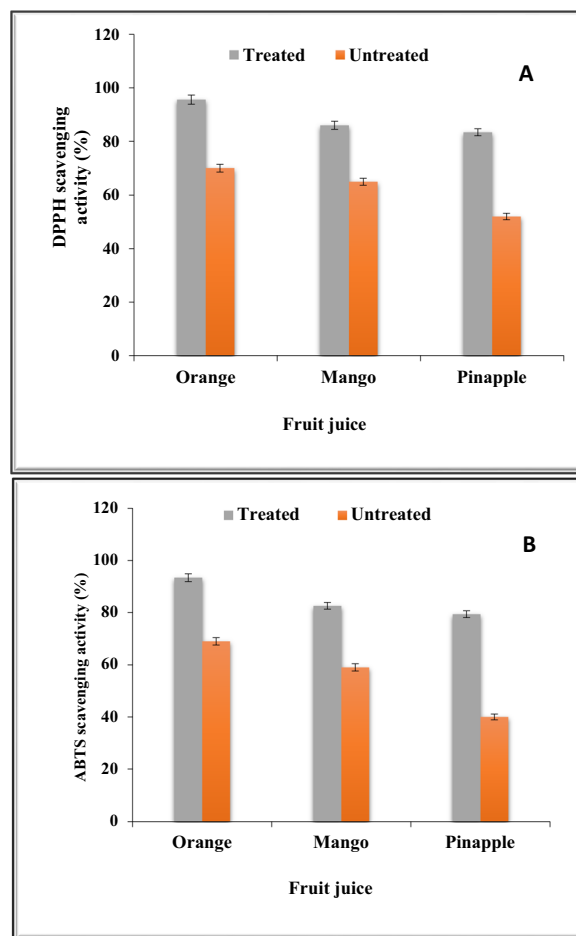 Treated Untreated
A
DPPH scavenging
activity (%)
120
100
80
60
40
20
0
Orange Mango Pinapple
Fruit juice
Treated Untreated
B
ABTS scavenging activity (%)
120
100
80
60
40
20
0
Orange Mango Pinapple
Fruit juice